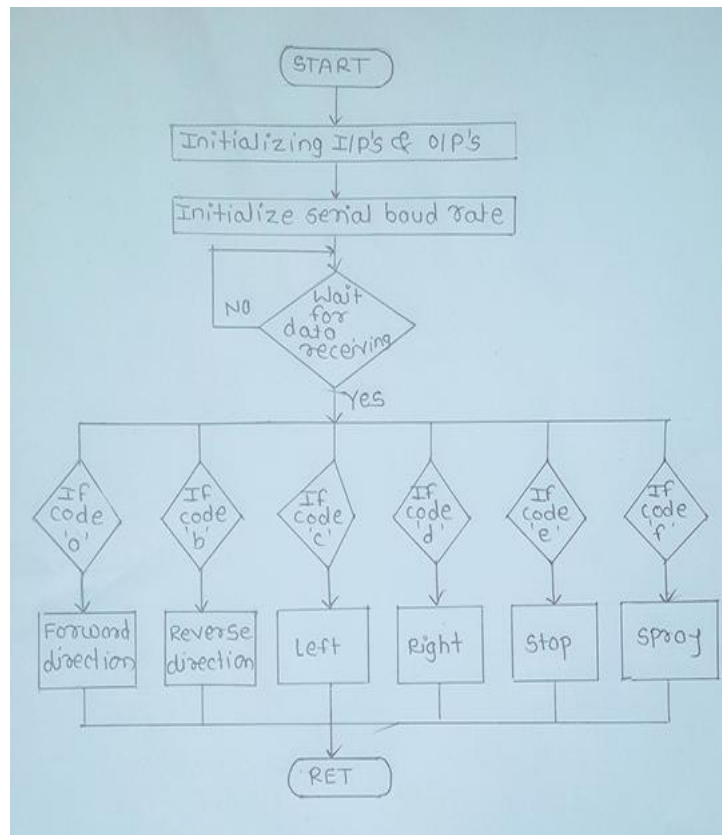 START
Initializing I/P's & O/P's
Initialize serial baud rate
NO
Wait
for
data
receiving
Yes
If
code
'a'
If
code
'b'
If
code
'c'
If
code
'd'
If
code
'e'
If
code
'f'
Forward
direction
Reverse
direction
Left
Right
Stop
Spray
RET